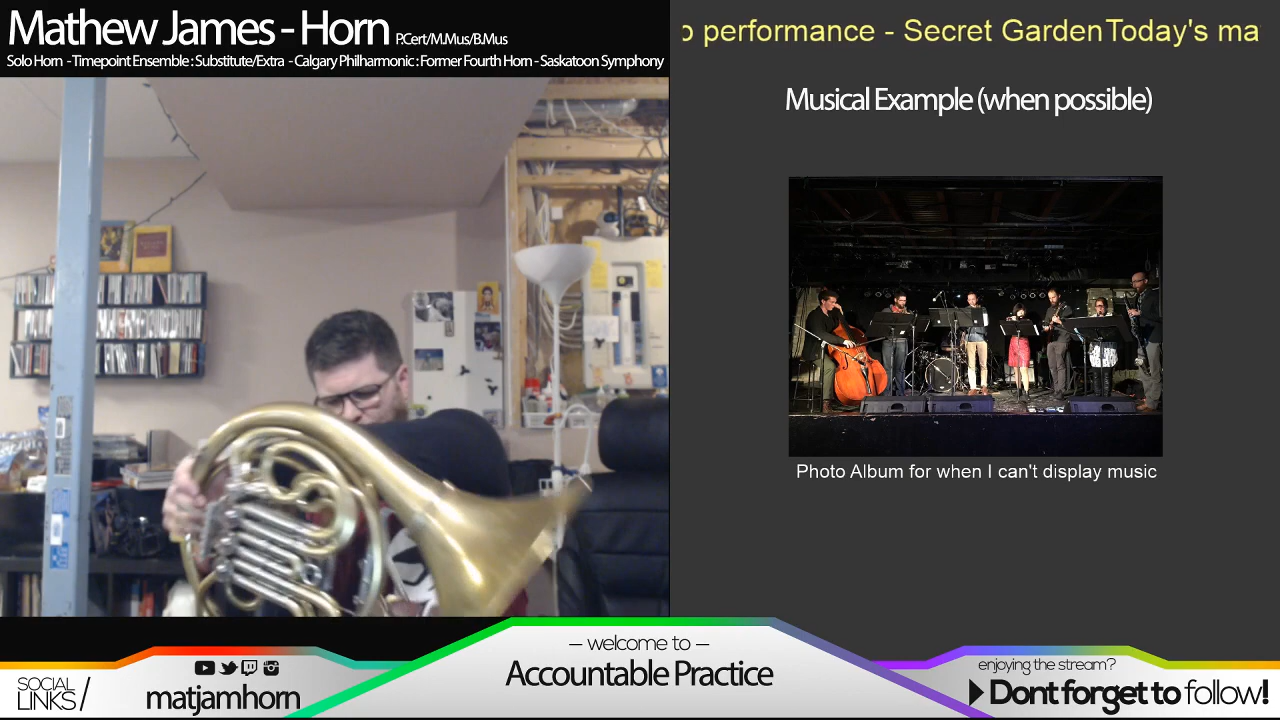 Mathew James - Horn P.Cert/M.Mus/B.Mus
Solo Horn - Timepoint Ensemble : Substitute/Extra - Calgary Philharmonic : Former Fourth Horn - Saskatoon Symphony
performance - Secret GardenToday's ma
Musical Example (when possible)
Photo Album for when I can't display music
— welcome to —
Accountable Practice
SOCIAL
LINKS /
matjamhorn
enjoying the stream?
Dont forget to follow!